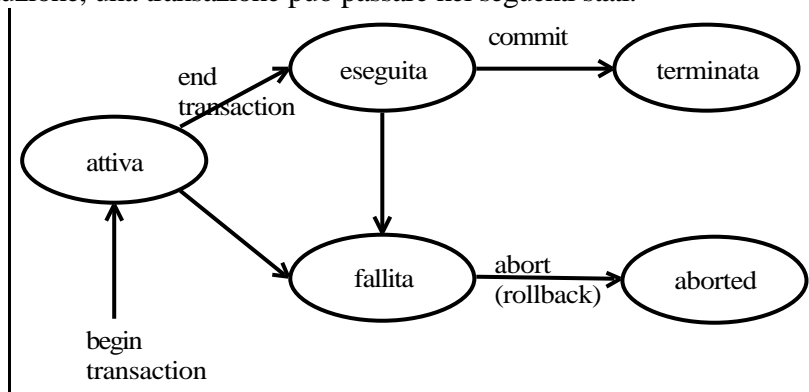 una transazione può passare nei seguenti stati:
commit
eseguita
terminata
end
transaction
attiva
fallita
abort
(rollback)
aborted
begin
transaction